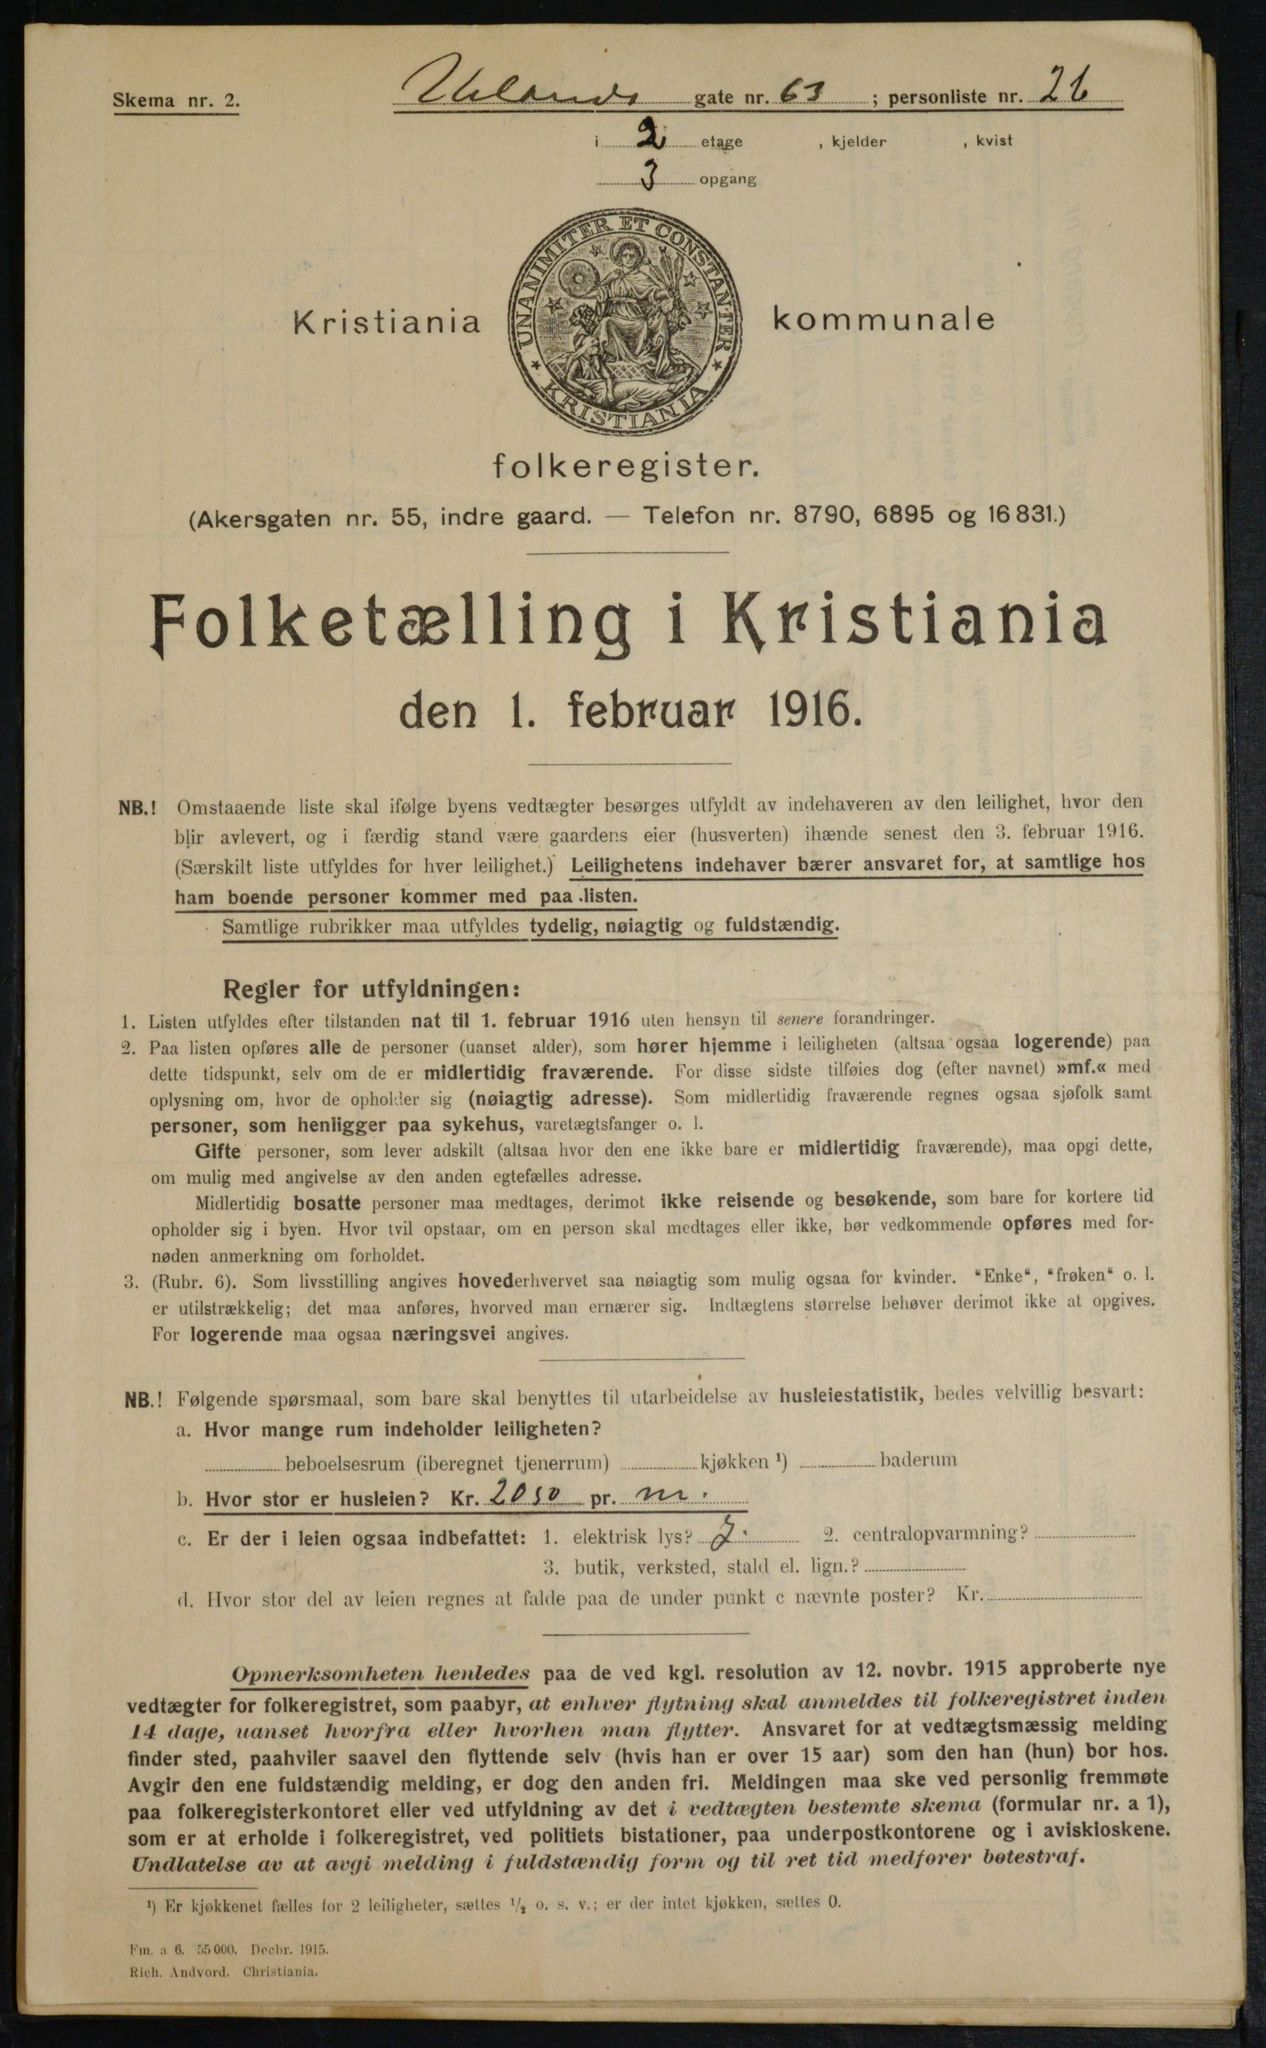 Skema nr. 2.
Uelands gate nr. 63 ; personliste nr. 26
i 2 etage , kjelder , kvist
3 opgang
UNANIMITER ET CONSTANTER
KRISTIANIA
Kristiania kommunale
folkeregister.
(Akersgaten nr. 55, indre gaard. — Telefon nr. 8790, 6895 og 16 831.)
Folketælling i Kristiania
den 1. februar 1916.
NB.! Omstaaende liste skal ifølge byens vedtægter besørges utfyldt av indehaveren av den leilighet, hvor den
blir avlevert, og i færdig stand være gaardens eier (husverten) ihænde senest den 3. februar 1916.
(Særskilt liste utfyldes for hver leilighet.) Leilighetens indehaver bærer ansvaret for, at samtlige hos
ham boende personer kommer med paa listen.
Samtlige rubrikker maa utfyldes tydelig, nøiagtig og fuldstændig.
Regler for utfyldningen:
1. Listen utfyldes efter tilstanden nat til 1. februar 1916 uten hensyn til senere forandringer.
2. Paa listen opføres alle de personer (uanset alder), som hører hjemme i leiligheten (altsaa ogsaa logerende) paa
dette tidspunkt, selv om de er midlertidig fraværende. For disse sidste tilføies dog (efter navnet) »mf.« med
oplysning om, hvor de opholder sig (nøiagtig adresse). Som midlertidig fraværende regnes ogsaa sjøfolk samt
personer, som henligger paa sykehus, varetægtsfanger o. l.
Gifte personer, som lever adskilt (altsaa hvor den ene ikke bare er midlertidig fraværende), maa opgi dette,
om mulig med angivelse av den anden egtefælles adresse.
Midlertidig bosatte personer maa medtages, derimot ikke reisende og besøkende, som bare for kortere tid
opholder sig i byen. Hvor tvil opstaar, om en person skal medtages eller ikke, bør vedkommende opføres med for-
nøden anmerkning om forholdet.
3. (Rubr. 6). Som livsstilling angives hovederhvervet saa nøiagtig som mulig ogsaa for kvinder. "Enke", "frøken" o. l.
er utilstrækkelig; det maa anføres, hvorved man ernærer sig. Indtægtens størrelse behøver derimot ikke at opgives.
For logerende maa ogsaa næringsvei angives.
NB.! Følgende spørsmaal, som bare skal benyttes til utarbeidelse av husleiestatistik, bedes velvillig besvart:
a. Hvor mange rum indeholder leiligheten?
beboelsesrum (iberegnet tjenerrum) kjøkken ¹) baderum
b. Hvor stor er husleien? Kr. 2050 pr. m.
c. Er der i leien ogsaa indbefattet: 1. elektrisk lys? J. 2. centralopvarmning?
3. butik, verksted, stald el. lign.?
d. Hvor stor del av leien regnes at falde paa de under punkt c nævnte poster? Kr.
Opmerksomheten henledes paa de ved kgl. resolution av 12. novbr. 1915 approberte nye
vedtægter for folkeregistret, som paabyr, at enhver flytning skal anmeldes til folkeregistret inden
14 dage, uanset hvorfra eller hvorhen man flytter. Ansvaret for at vedtægtsmæssig melding
finder sted, paahviler saavel den flyttende selv (hvis han er over 15 aar) som den han (hun) bor hos.
Avgir den ene fuldstændig melding, er dog den anden fri. Meldingen maa ske ved personlig fremmøte
paa folkeregisterkontoret eller ved utfyldning av det i vedtægten bestemte skema (formular nr. a 1),
som er at erholde i folkeregistret, ved politiets bistationer, paa underpostkontorene og i aviskioskene.
Undlatelse av at avgi melding i fuldstændig form og til ret tid medfører bøtestraf.
¹) Er kjøkkenet fælles for 2 leiligheter, sættes ½ o. s. v.; er der intet kjøkken, sættes 0.
Fm. a 6. 55 000. Decbr. 1915.
Rich. Andvord. Christiania.